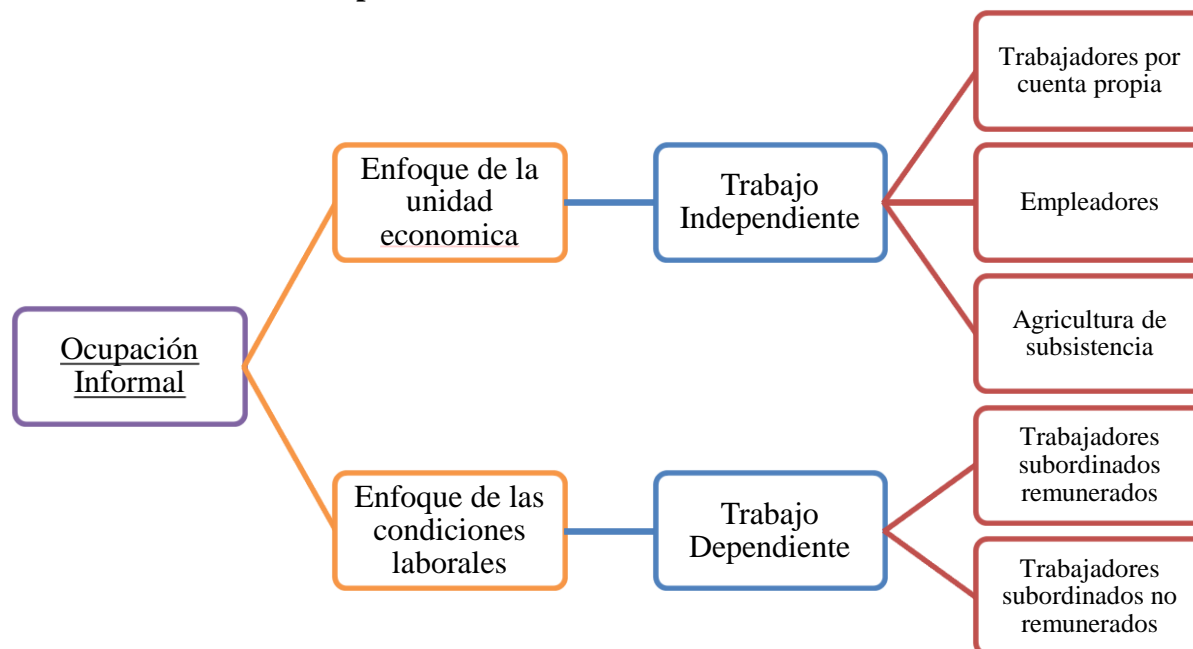 Trabajadores por
cuenta propia
Enfoque de la
unidad
economica
Trabajo
Independiente
Empleadores
Agricultura de
subsistencia
Ocupación
Informal
Trabajadores
subordinados
remunerados
Enfoque de las
condiciones
laborales
Trabajo
Dependiente
Trabajadores
subordinados no
remunerados